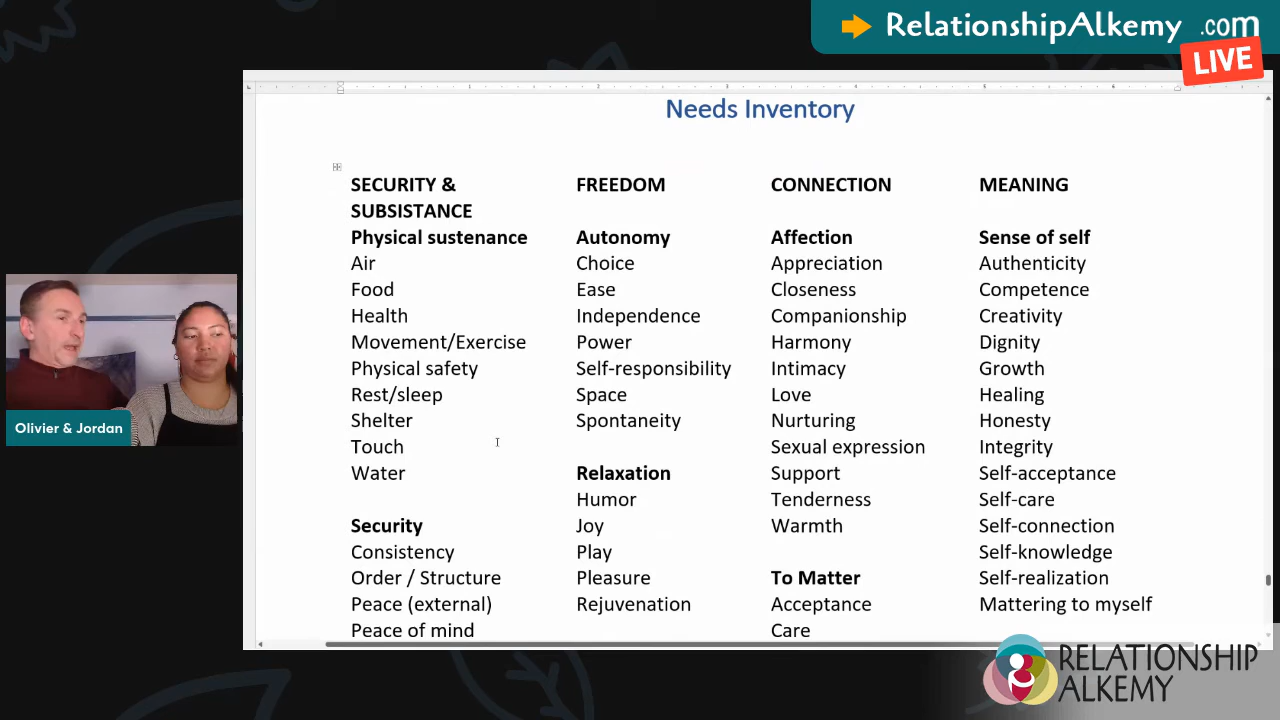 RelationshipAlkemy .com
LIVE
Needs Inventory
SECURITY & SUBSISTANCE
Physical sustenance
Air
Food
Health
Movement/Exercise
Physical safety
Rest/sleep
Shelter
Touch
Water
Security
Consistency
Order / Structure
Peace (external)
Peace of mind
FREEDOM
Autonomy
Choice
Ease
Independence
Power
Self-responsibility
Space
Spontaneity
Relaxation
Humor
Joy
Play
Pleasure
Rejuvenation
CONNECTION
Affection
Appreciation
Closeness
Companionship
Harmony
Intimacy
Love
Nurturing
Sexual expression
Support
Tenderness
Warmth
To Matter
Acceptance
Care
MEANING
Sense of self
Authenticity
Competence
Creativity
Dignity
Growth
Healing
Honesty
Integrity
Self-acceptance
Self-care
Self-connection
Self-knowledge
Self-realization
Mattering to myself
Olivier & Jordan
RELATIONSHIP
ALKEMY